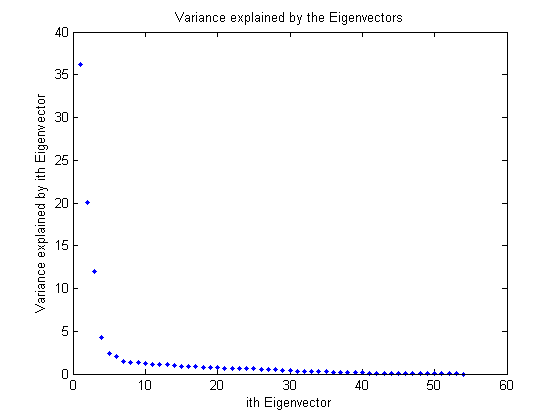 Variance explained by the Eigenvectors
Variance explained by ith Eigenvector
40
35
30
25
20
15
10
5
0
0 10 20 30 40 50 60
ith Eigenvector